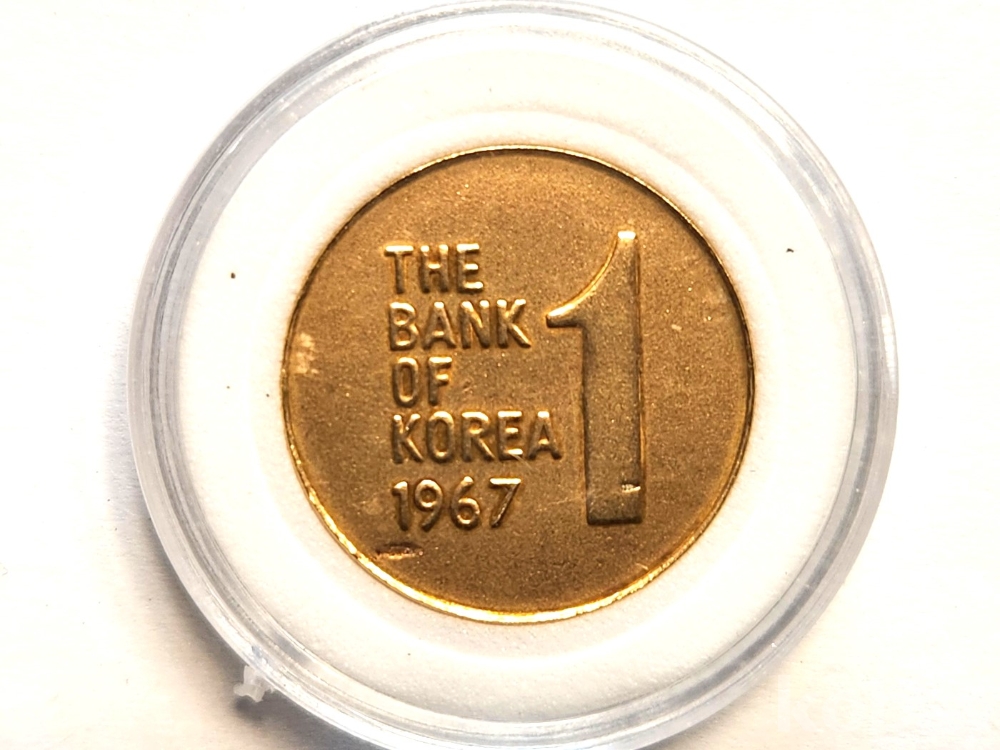 THE
BANK
OF
KOREA
1967
1